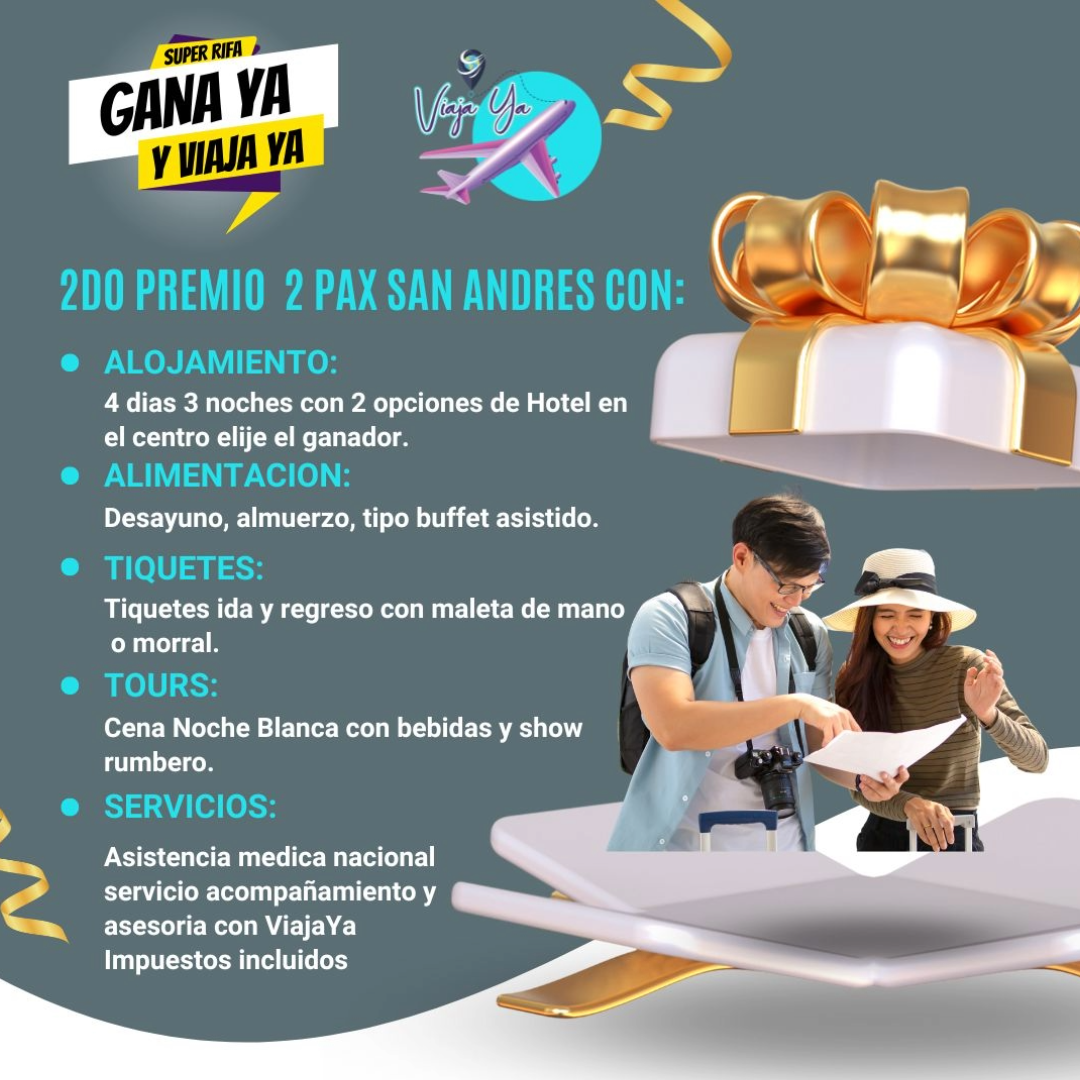 SUPER RIFA
GANA YA
Y VIAJA YA
Viaja Ya
2DO PREMIO 2 PAX SAN ANDRES CON:
ALOJAMIENTO:
4 dias 3 noches con 2 opciones de Hotel en
el centro elije el ganador.
ALIMENTACION:
Desayuno, almuerzo, tipo buffet asistido.
TIQUETES:
Tiquetes ida y regreso con maleta de mano
o morral.
TOURS:
Cena Noche Blanca con bebidas y show
rumbero.
SERVICIOS:
Asistencia medica nacional
servicio acompañamiento y
asesoria con ViajaYa
Impuestos incluidos